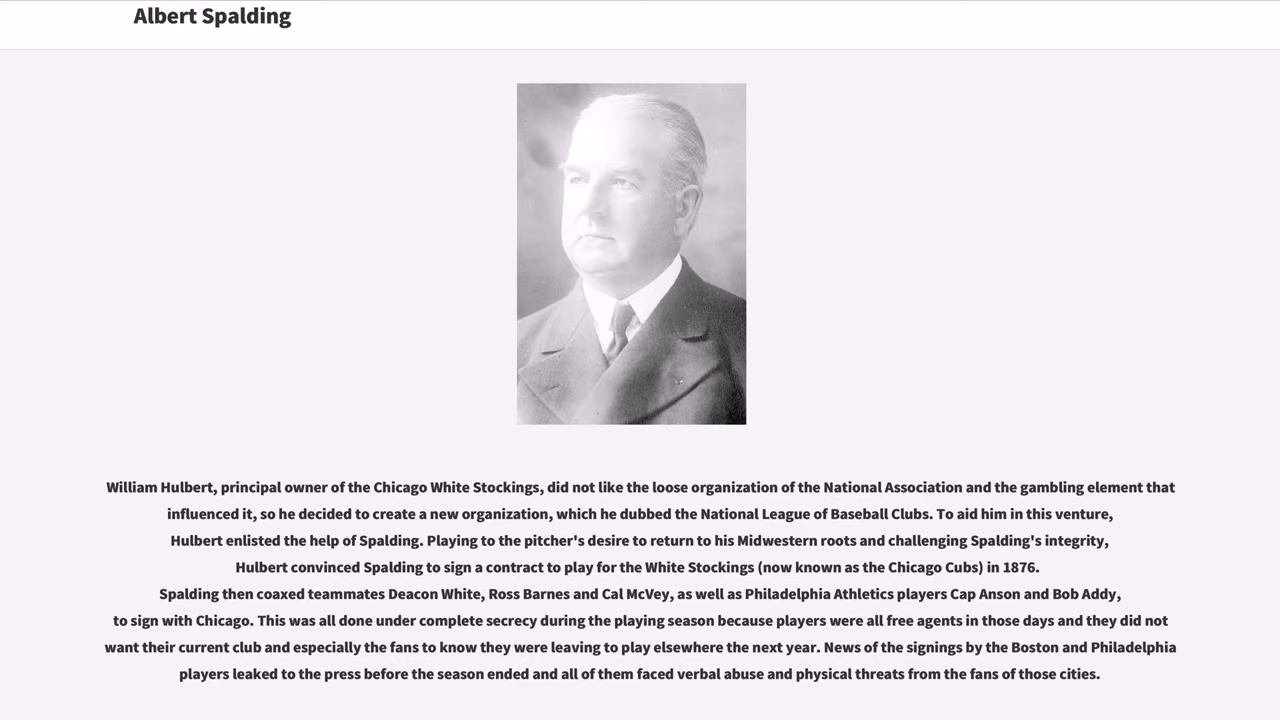 Albert Spalding
William Hulbert, principal owner of the Chicago White Stockings, did not like the loose organization of the National Association and the gambling element that
influenced it, so he decided to create a new organization, which he dubbed the National League of Baseball Clubs. To aid him in this venture,
Hulbert enlisted the help of Spalding. Playing to the pitcher's desire to return to his Midwestern roots and challenging Spalding's integrity,
Hulbert convinced Spalding to sign a contract to play for the White Stockings (now known as the Chicago Cubs) in 1876.
Spalding then coaxed teammates Deacon White, Ross Barnes and Cal McVey, as well as Philadelphia Athletics players Cap Anson and Bob Addy,
to sign with Chicago. This was all done under complete secrecy during the playing season because players were all free agents in those days and they did not
want their current club and especially the fans to know they were leaving to play elsewhere the next year. News of the signings by the Boston and Philadelphia
players leaked to the press before the season ended and all of them faced verbal abuse and physical threats from the fans of those cities.